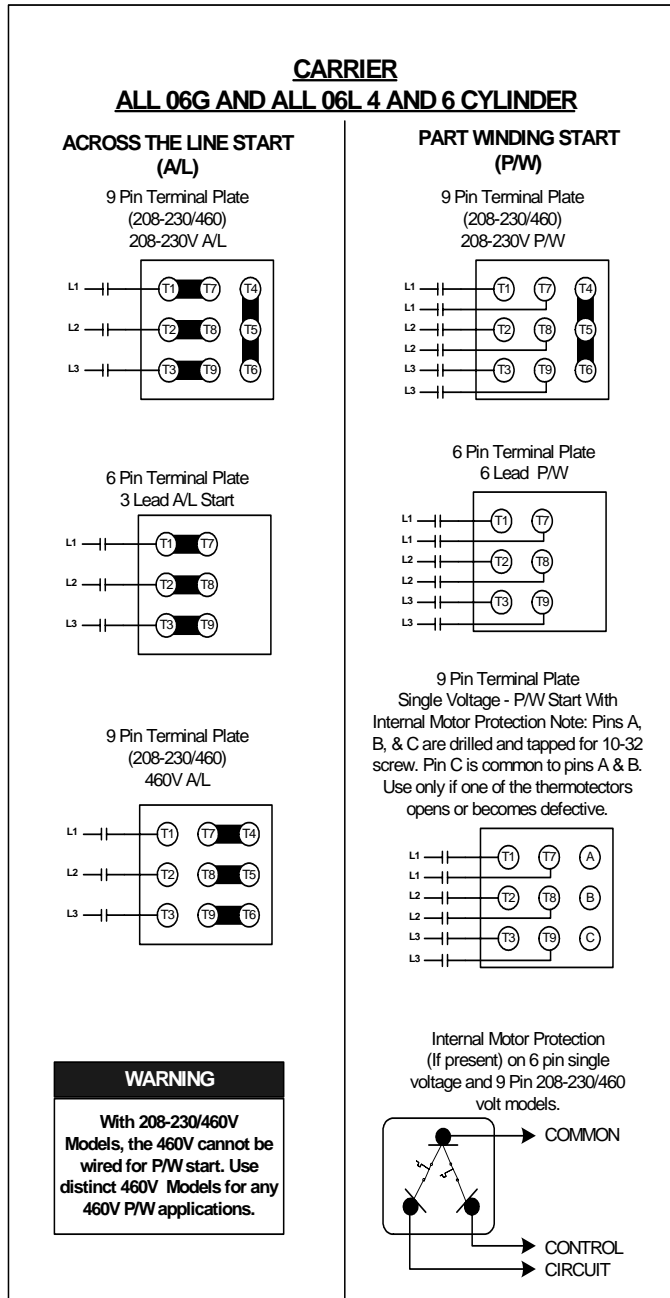 CARRIER
ALL 06G AND ALL 06L 4 AND 6 CYLINDER
ACROSS THE LINE START
(A/L)
9 Pin Terminal Plate
(208-230/460)
208-230V A/L
L1 T1 T7 T4
L2 T2 T8 T5
L3 T3 T9 T6
6 Pin Terminal Plate
3 Lead A/L Start
L1 T1 T7
L2 T2 T8
L3 T3 T9
9 Pin Terminal Plate
(208-230/460)
460V A/L
L1 T1 T7 T4
L2 T2 T8 T5
L3 T3 T9 T6
WARNING
With 208-230/460V
Models, the 460V cannot be
wired for P/W start. Use
distinct 460V Models for any
460V P/W applications.
PART WINDING START
(P/W)
9 Pin Terminal Plate
(208-230/460)
208-230V P/W
L1 T1 T7 T4
L1
L2 T2 T8 T5
L2
L3 T3 T9 T6
L3
6 Pin Terminal Plate
6 Lead P/W
L1 T1 T7
L1
L2 T2 T8
L2
L3 T3 T9
L3
9 Pin Terminal Plate
Single Voltage - P/W Start With
Internal Motor Protection Note: Pins A,
B, & C are drilled and tapped for 10-32
screw. Pin C is common to pins A & B.
Use only if one of the thermotectors
opens or becomes defective.
L1 T1 T7 A
L1
L2 T2 T8 B
L2
L3 T3 T9 C
L3
Internal Motor Protection
(If present) on 6 pin single
voltage and 9 Pin 208-230/460
volt models.
COMMON
CONTROL
CIRCUIT